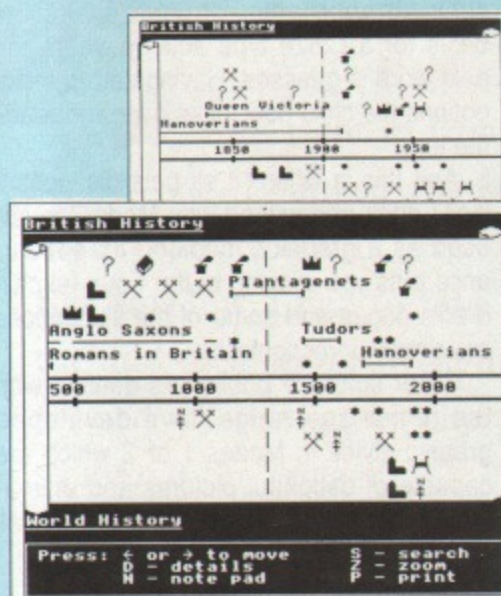 British History
Queen Victoria
Hanoverians
1850 1900 1950
British History
Plantagenets
Anglo Saxons
Tudors
Romans in Britain
Hanoverians
500 1000 1500 2000
World History
Press: ← or → to move S - search
D - details Z - zoom
N - note pad P - print